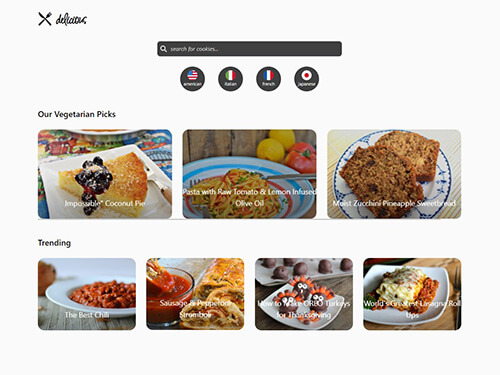 delicious
search for cookies...
american italian french japanese
Our Vegetarian Picks
Impossible" Coconut Pie
Pasta with Raw Tomato & Lemon Infused
Olive Oil
Moist Zucchini Pineapple Sweetbread
Trending
The Best Chili
Sausage & Pepperoni
Stromboli
How to Make OREO Turkeys
for Thanksgiving
World's Greatest Lasagna Roll
Ups